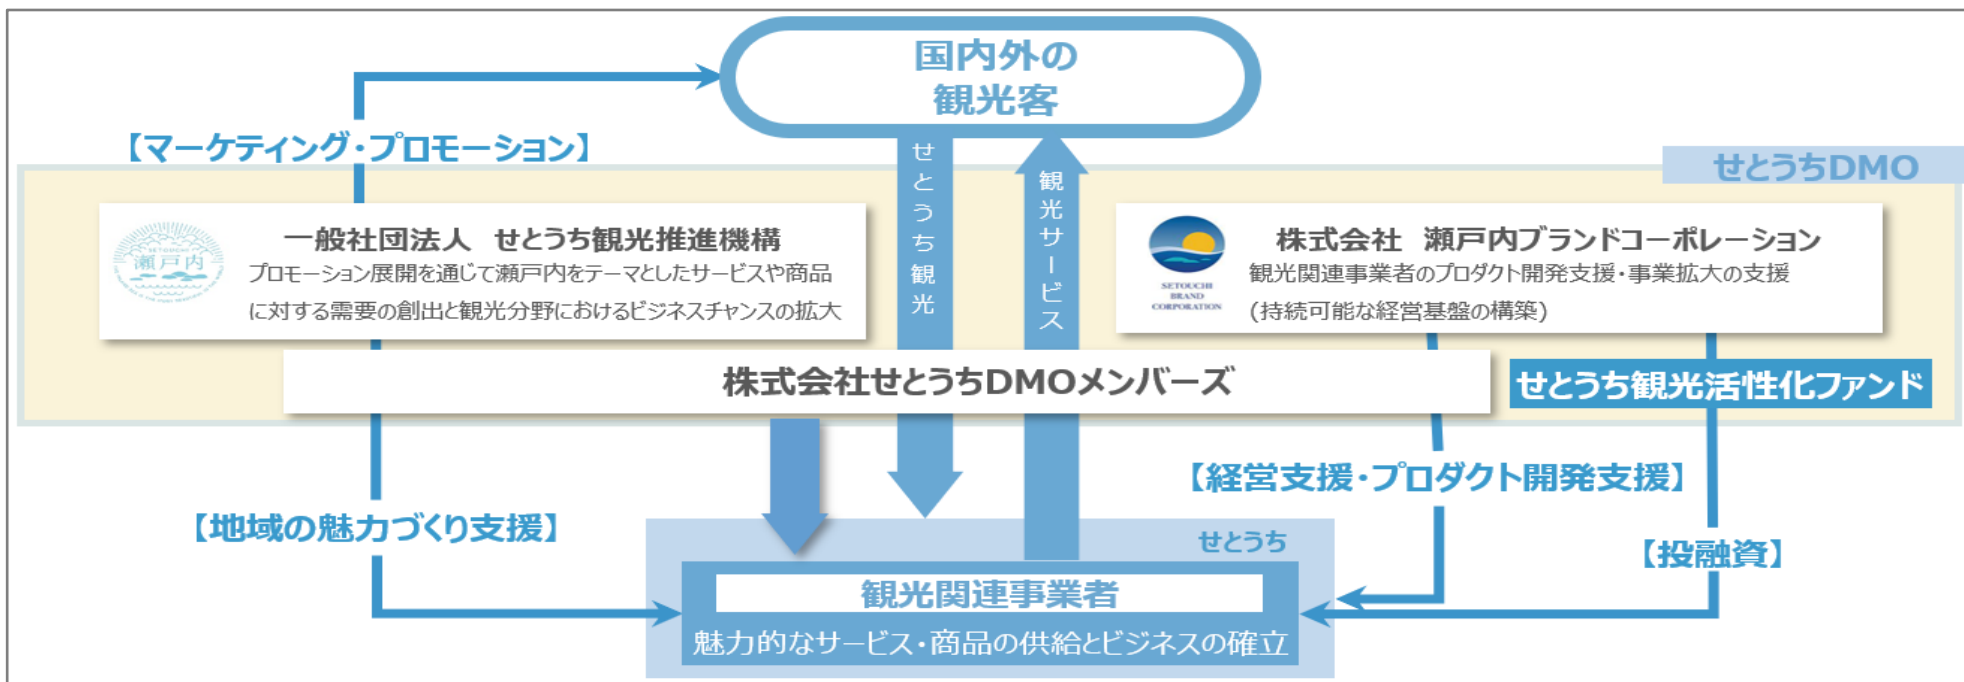 国内外の
観光客
【マーケティング・プロモーション】
せとうち観光
観光サービス
せとうちDMO
SETOUCHI
瀬戸内
一般社団法人 せとうち観光推進機構
プロモーション展開を通じて瀬戸内をテーマとしたサービスや商品
に対する需要の創出と観光分野におけるビジネスチャンスの拡大
SETOUCHI
BRAND
CORPORATION
株式会社 瀬戸内ブランドコーポレーション
観光関連事業者のプロダクト開発支援・事業拡大の支援
(持続可能な経営基盤の構築)
株式会社せとうちDMOメンバーズ
せとうち観光活性化ファンド
【地域の魅力づくり支援】
【経営支援・プロダクト開発支援】
【投融資】
せとうち
観光関連事業者
魅力的なサービス・商品の供給とビジネスの確立